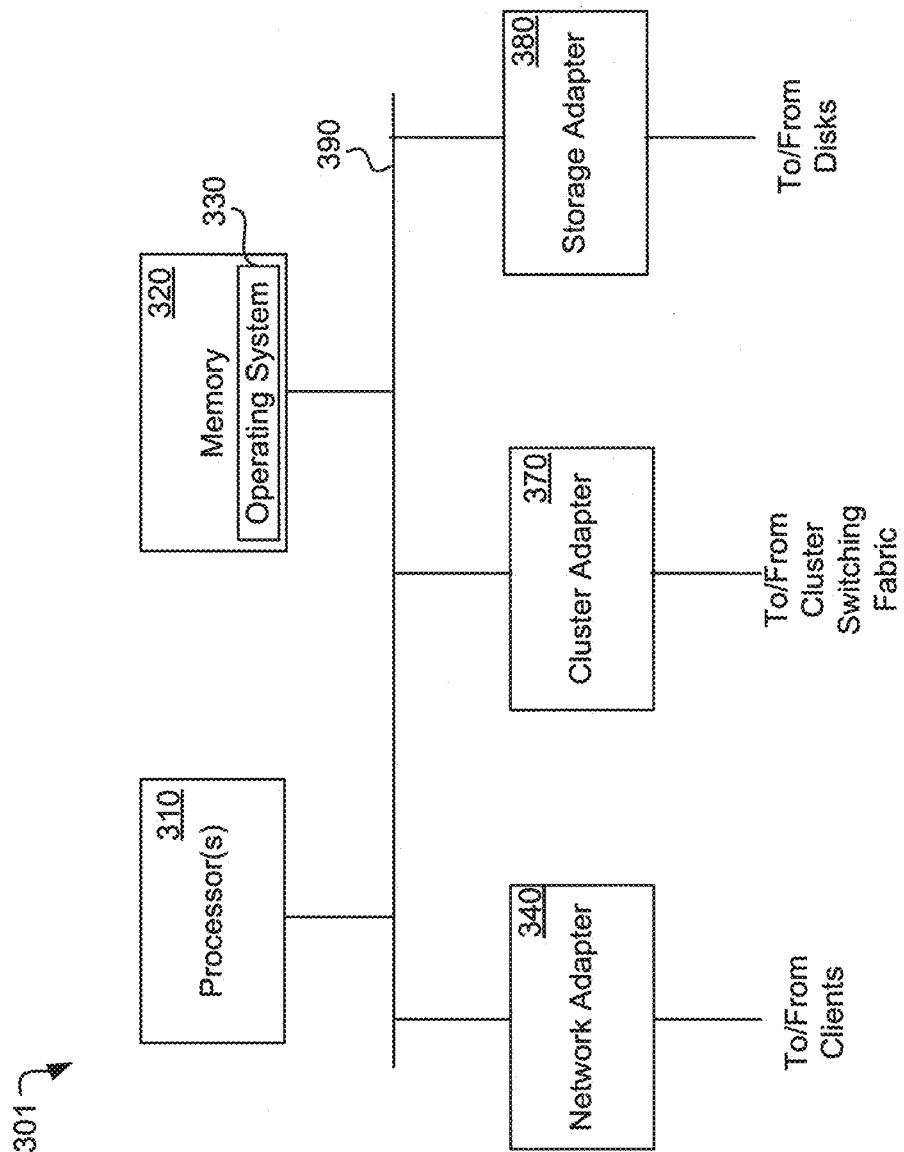 301
310
Processor(s)
320
Memory
330
Operating System
390
340
Network Adapter
370
Cluster Adapter
380
Storage Adapter
To/From
Clients
To/From
Cluster
Switching
Fabric
To/From
Disks